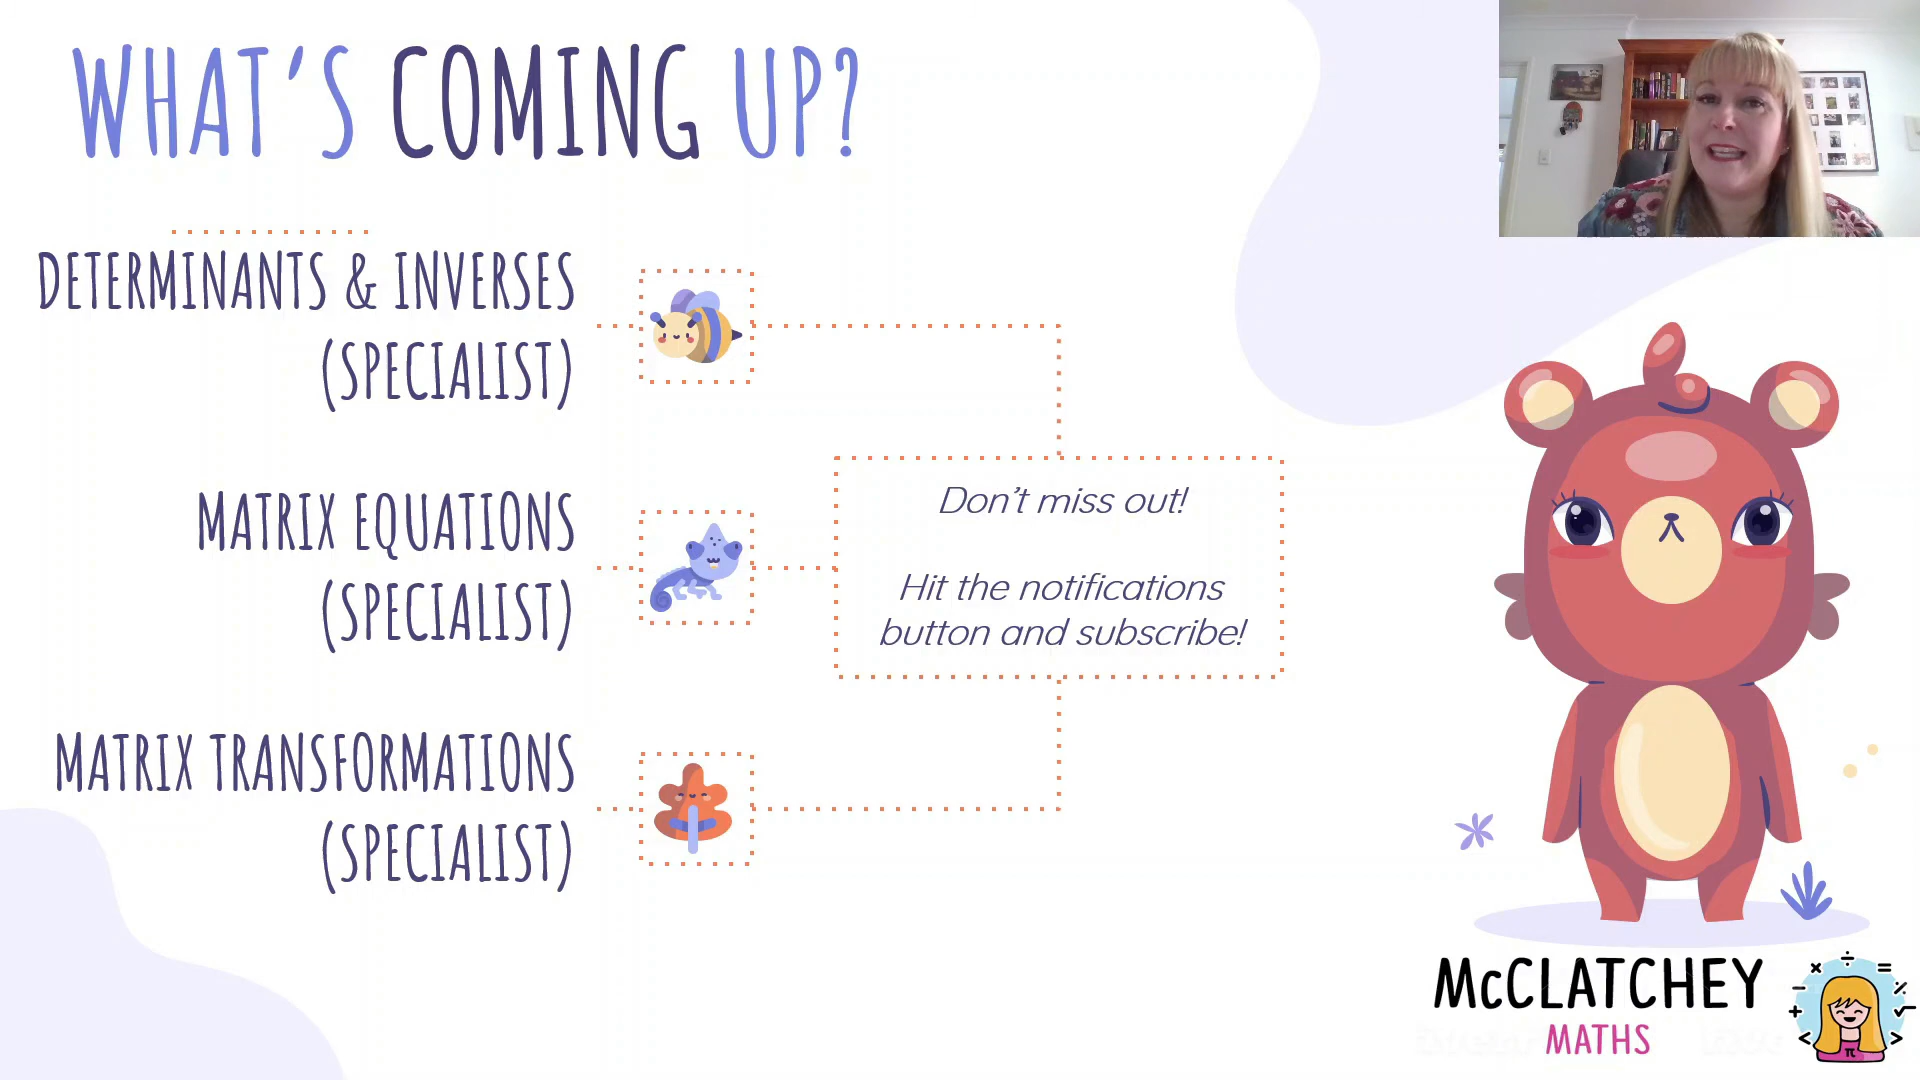 WHAT'S COMING UP?
DETERMINANTS & INVERSES
(SPECIALIST)
MATRIX EQUATIONS
(SPECIALIST)
MATRIX TRANSFORMATIONS
(SPECIALIST)
Don't miss out!
Hit the notifications
button and subscribe!
McCLATCHEY
MATHS
× ÷ =
− %
+ √
< >
π